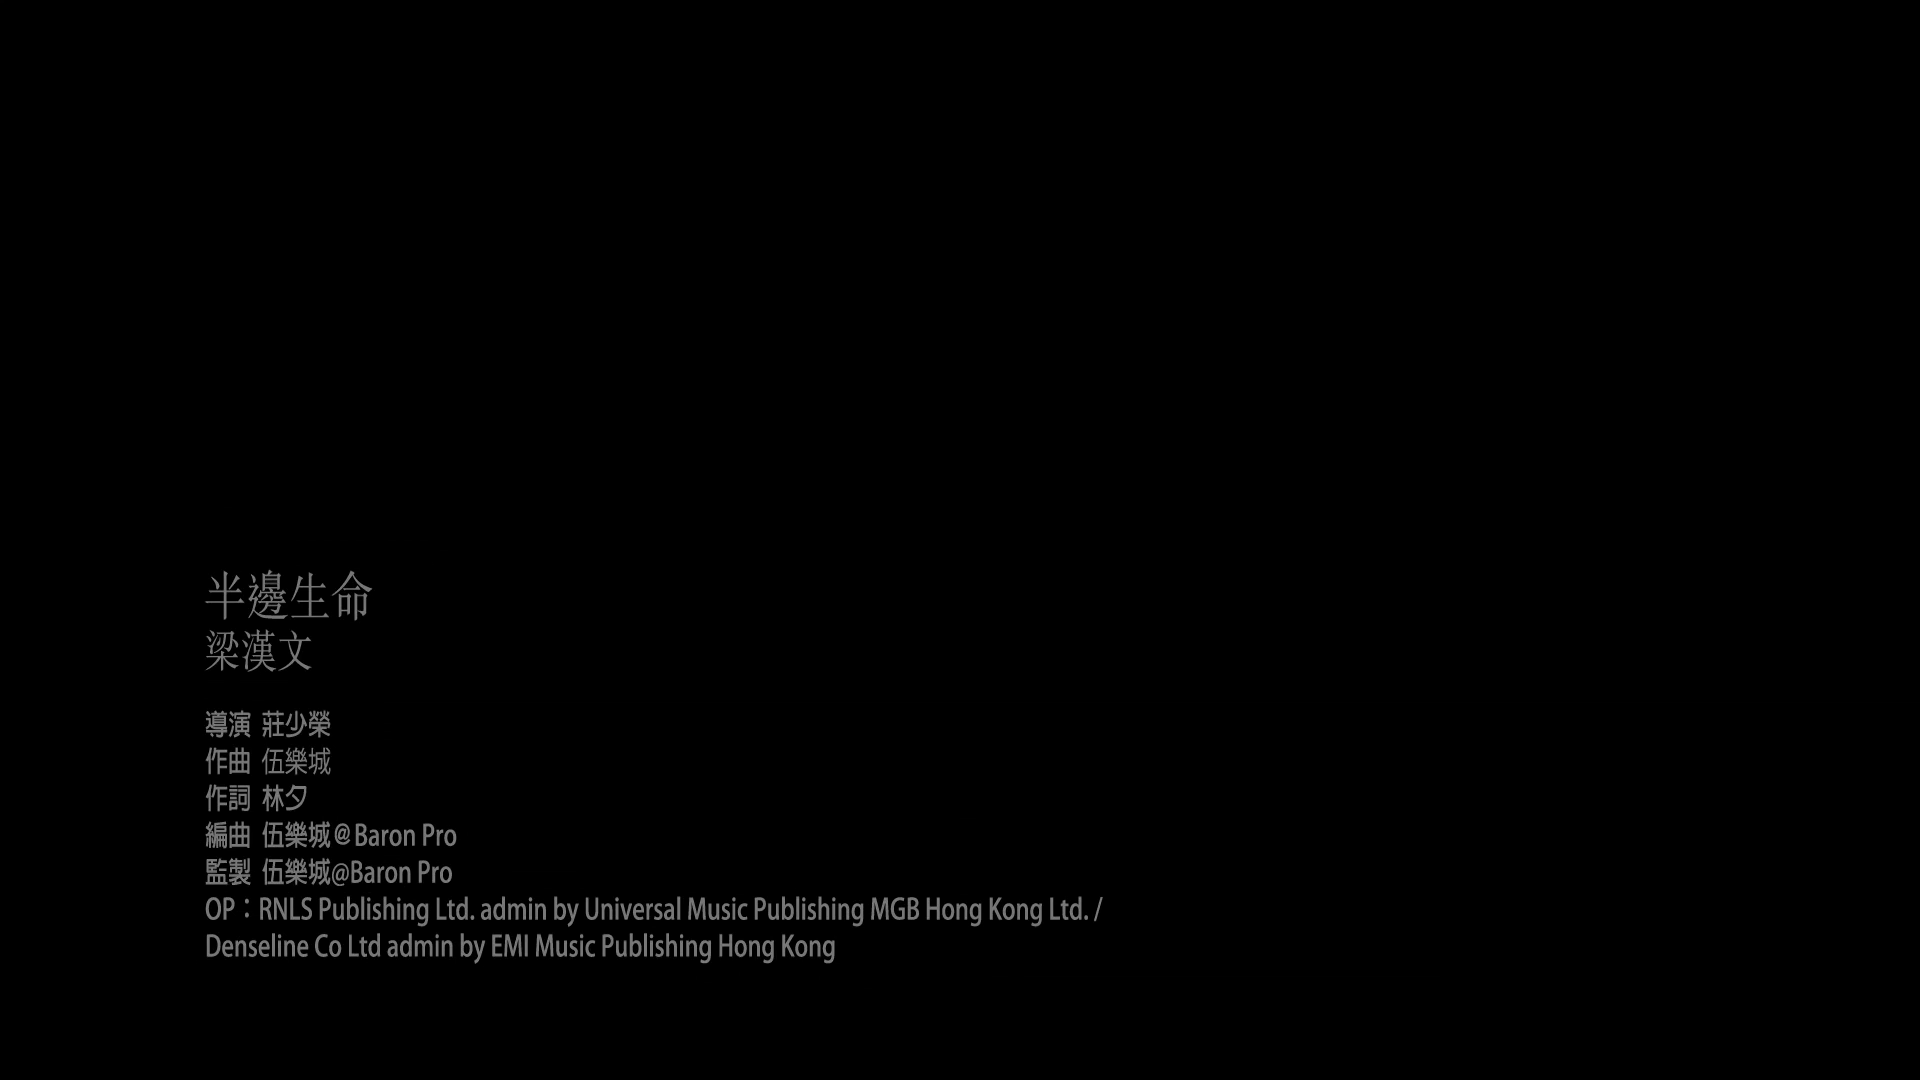 半邊生命
梁漢文
導演 莊少榮
作曲 伍樂城
作詞 林夕
編曲 伍樂城@Baron Pro
監製 伍樂城@Baron Pro
OP：RNLS Publishing Ltd. admin by Universal Music Publishing MGB Hong Kong Ltd. /
Denseline Co Ltd admin by EMI Music Publishing Hong Kong